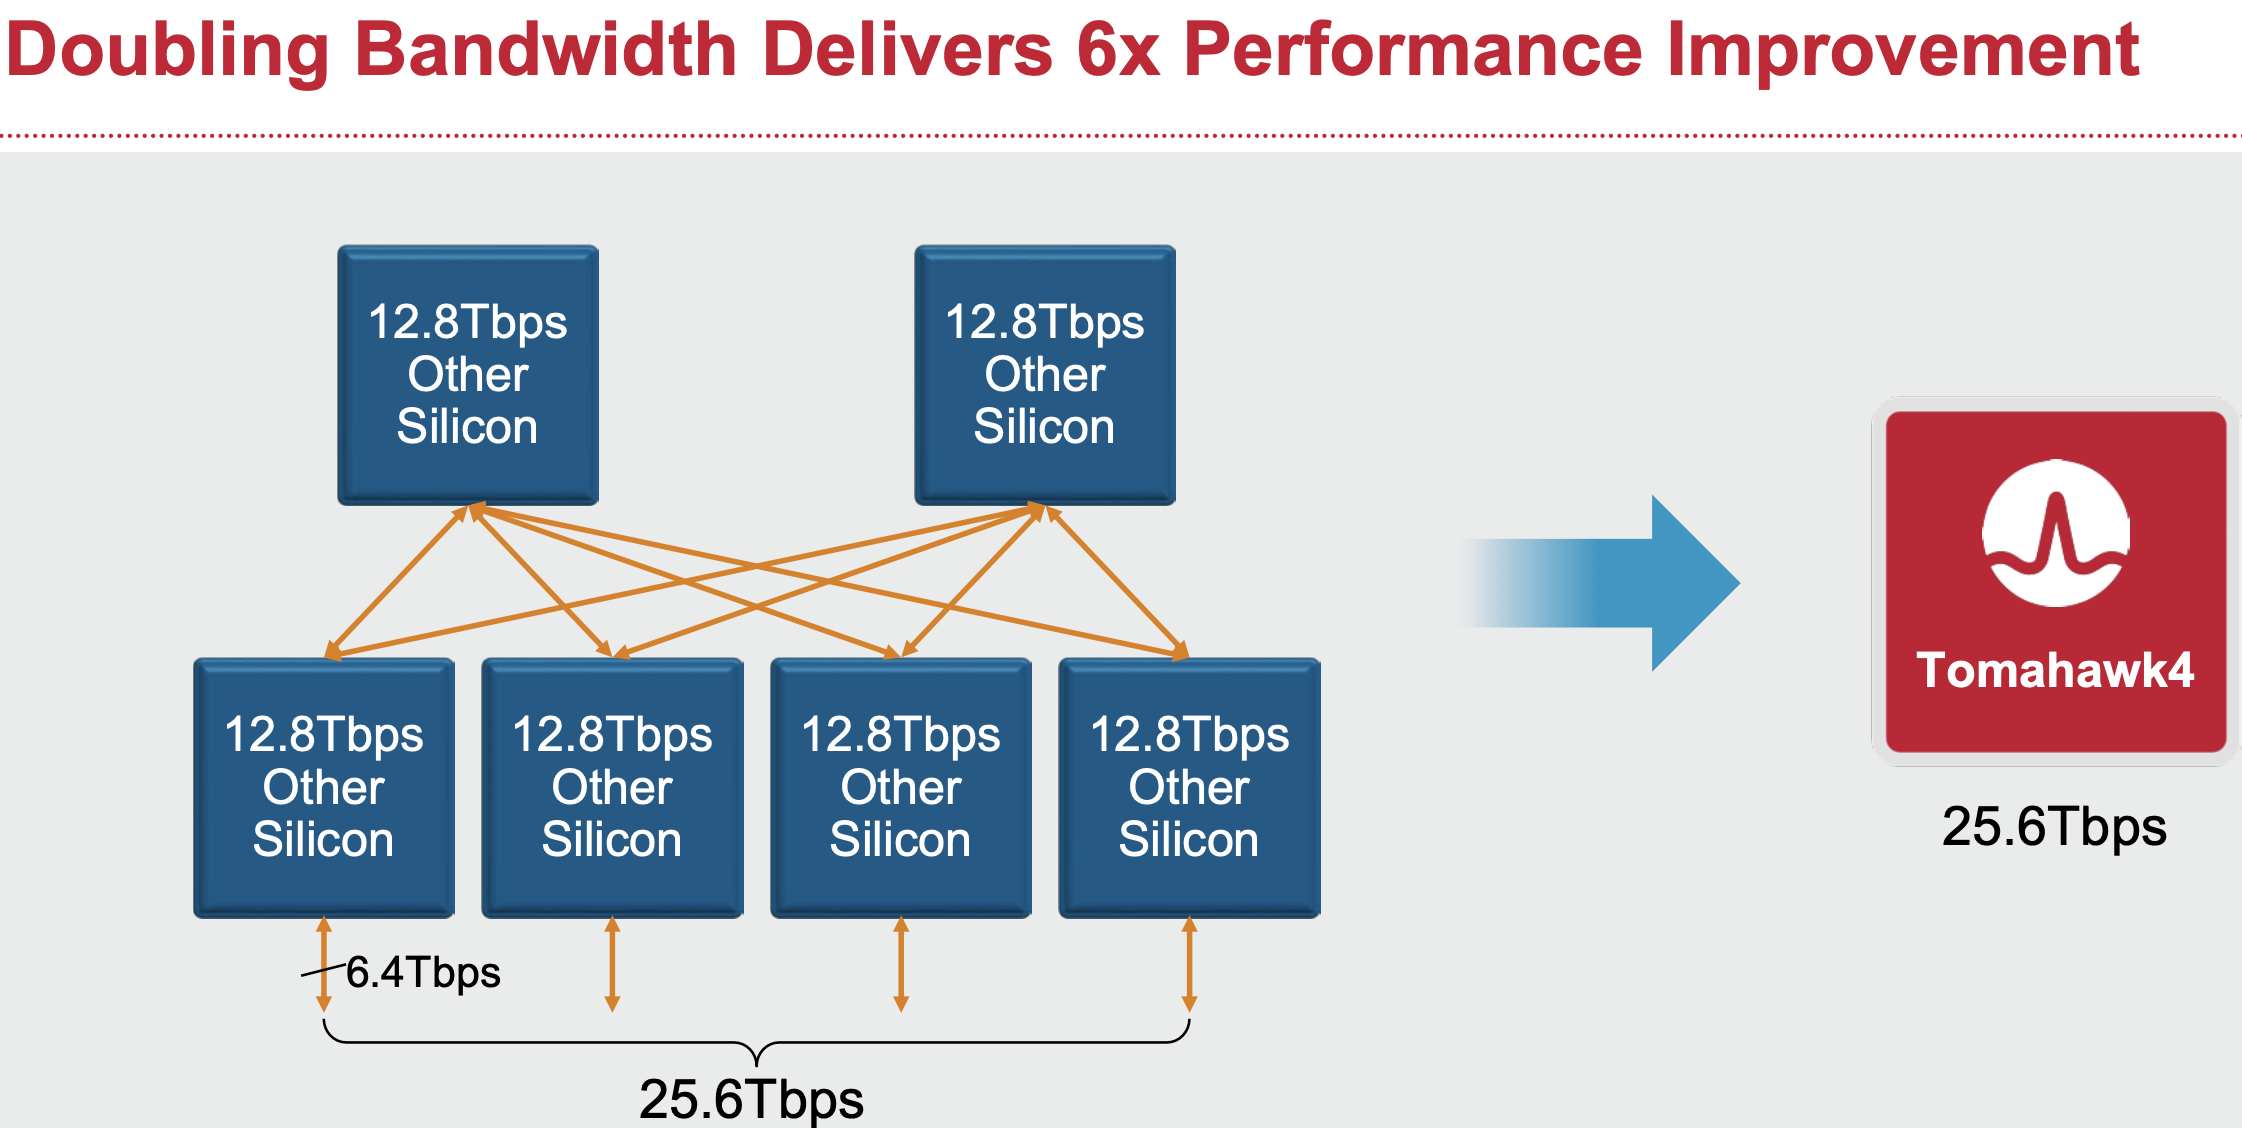 Doubling Bandwidth Delivers 6x Performance Improvement
12.8Tbps
Other
Silicon
12.8Tbps
Other
Silicon
12.8Tbps
Other
Silicon
12.8Tbps
Other
Silicon
12.8Tbps
Other
Silicon
12.8Tbps
Other
Silicon
6.4Tbps
25.6Tbps
Tomahawk4
25.6Tbps